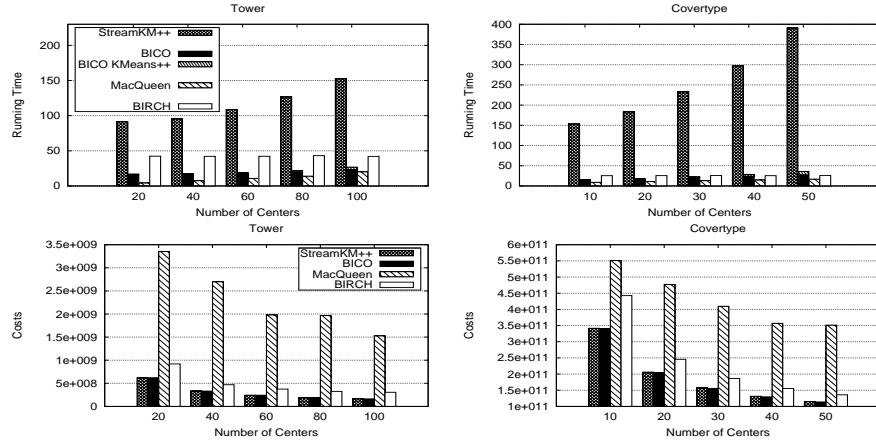 Tower
Running Time
200
150
100
50
0
StreamKM++
BICO
BICO KMeans++
MacQueen
BIRCH
20 40 60 80 100
Number of Centers
Covertype
Running Time
400
350
300
250
200
150
100
50
0
10 20 30 40 50
Number of Centers
Tower
Costs
3.5e+009
3e+009
2.5e+009
2e+009
1.5e+009
1e+009
5e+008
0
StreamKM++
BICO
MacQueen
BIRCH
20 40 60 80 100
Number of Centers
Covertype
Costs
6e+011
5.5e+011
5e+011
4.5e+011
4e+011
3.5e+011
3e+011
2.5e+011
2e+011
1.5e+011
1e+011
10 20 30 40 50
Number of Centers